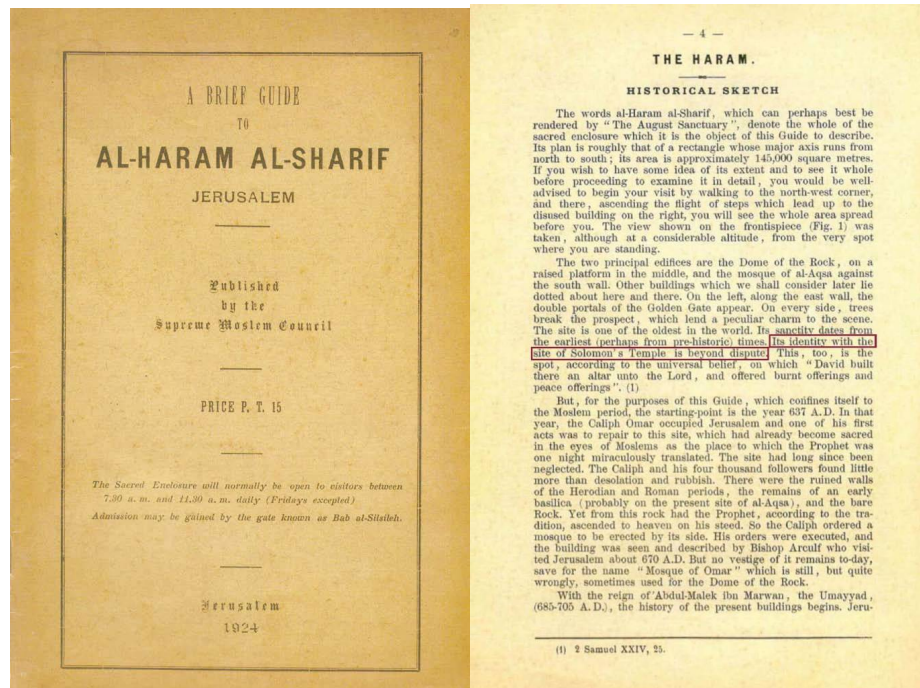 A BRIEF GUIDE
TO
AL-HARAM AL-SHARIF
JERUSALEM
Published
by the
Supreme Moslem Council
PRICE P. T. 15
The Sacred Enclosure will normally be open to visitors between
7.30 a. m. and 11.30 a. m. daily (Fridays excepted)
Admission may be gained by the gate known as Bab al-Silsileh.
Jerusalem
1924
— 4 —
THE HARAM.
HISTORICAL SKETCH
The words al-Haram al-Sharif, which can perhaps best be
rendered by "The August Sanctuary", denote the whole of the
sacred enclosure which it is the object of this Guide to describe.
Its plan is roughly that of a rectangle whose major axis runs from
north to south; its area is approximately 145,000 square metres.
If you wish to have some idea of its extent and to see it whole
before proceeding to examine it in detail, you would be well-
advised to begin your visit by walking to the north-west corner,
and there, ascending the flight of steps which lead up to the
disused building on the right, you will see the whole area spread
before you. The view shown on the frontispiece (Fig. 1) was
taken, although at a considerable altitude, from the very spot
where you are standing.
The two principal edifices are the Dome of the Rock, on a
raised platform in the middle, and the mosque of al-Aqsa against
the south wall. Other buildings which we shall consider later lie
dotted about here and there. On the left, along the east wall, the
double portals of the Golden Gate appear. On every side, trees
break the prospect, which lend a peculiar charm to the scene.
The site is one of the oldest in the world. Its sanctity dates from
the earliest (perhaps from pre-historic) times. Its identity with the
site of Solomon's Temple is beyond dispute. This, too, is the
spot, according to the universal belief, on which "David built
there an altar unto the Lord, and offered burnt offerings and
peace offerings". (1)
But, for the purposes of this Guide, which confines itself to
the Moslem period, the starting-point is the year 637 A.D. In that
year, the Caliph Omar occupied Jerusalem and one of his first
acts was to repair to this site, which had already become sacred
in the eyes of Moslems as the place to which the Prophet was
one night miraculously translated. The site had long since been
neglected. The Caliph and his four thousand followers found little
more than desolation and rubbish. There were the ruined walls
of the Herodian and Roman periods, the remains of an early
basilica (probably on the present site of al-Aqsa), and the bare
Rock. Yet from this rock had the Prophet, according to the tra-
dition, ascended to heaven on his steed. So the Caliph ordered a
mosque to be erected by its side. His orders were executed, and
the building was seen and described by Bishop Arculf who visi-
ted Jerusalem about 670 A.D. But no vestige of it remains to-day,
save for the name "Mosque of Omar" which is still, but quite
wrongly, sometimes used for the Dome of the Rock.
With the reign of 'Abdul-Malek ibn Marwan, the Umayyad,
(685-705 A.D.), the history of the present buildings begins. Jeru-
(1) 2 Samuel XXIV, 25.